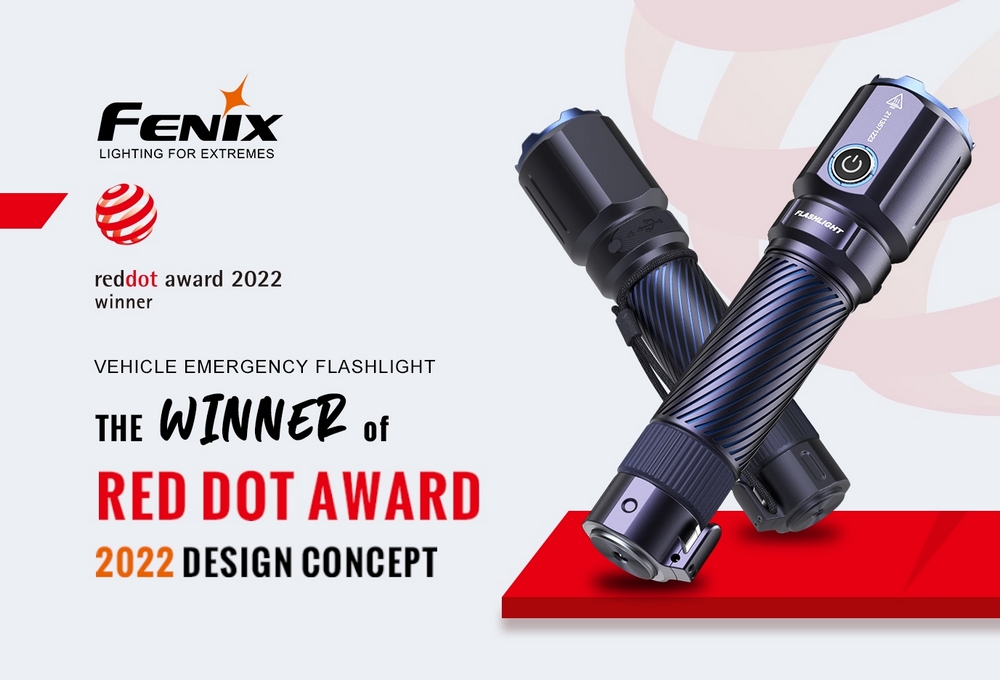 FENIX
LIGHTING FOR EXTREMES
reddot award 2022
winner
VEHICLE EMERGENCY FLASHLIGHT
THE WINNER of
RED DOT AWARD
2022 DESIGN CONCEPT
FLASHLIGHT